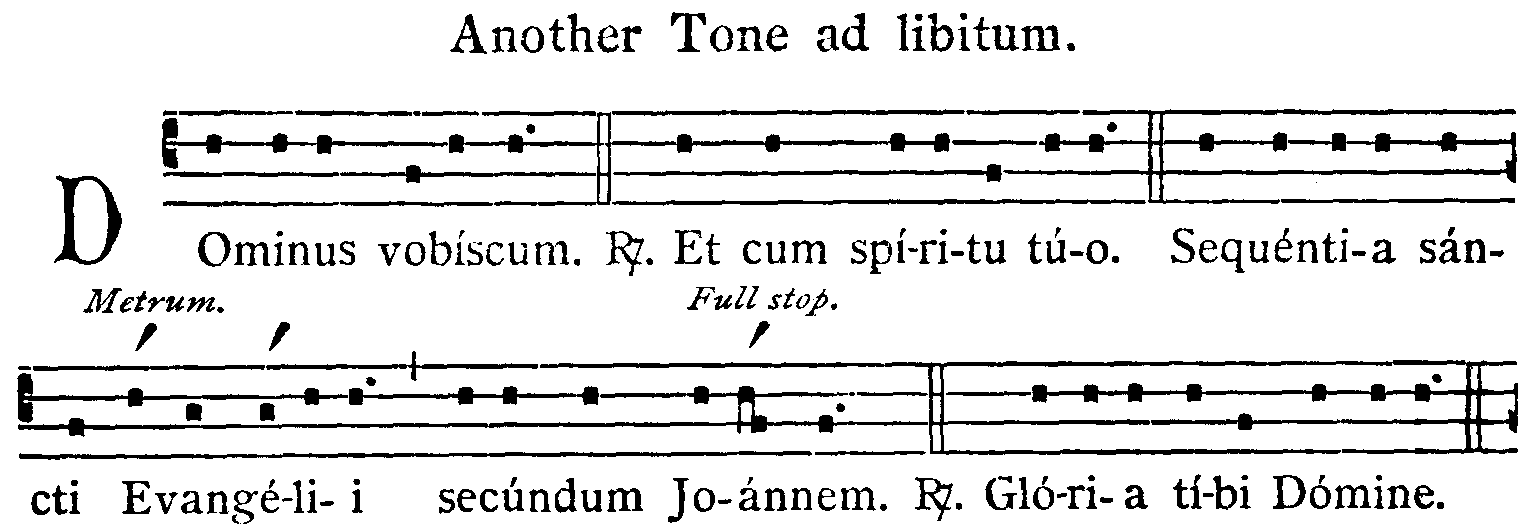 Another Tone ad libitum.
DOminus vobíscum. ℟. Et cum spí-ri-tu tú-o. Sequénti-a sán-
Metrum. Full stop.
cti Evangé-li- i secúndum Jo-ánnem. ℟. Gló-ri- a tí-bi Dómine.